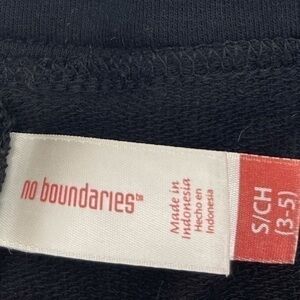 no boundaries™
Made in
Indonesia
Hecho en
Indonesia
S/CH
(3-5)